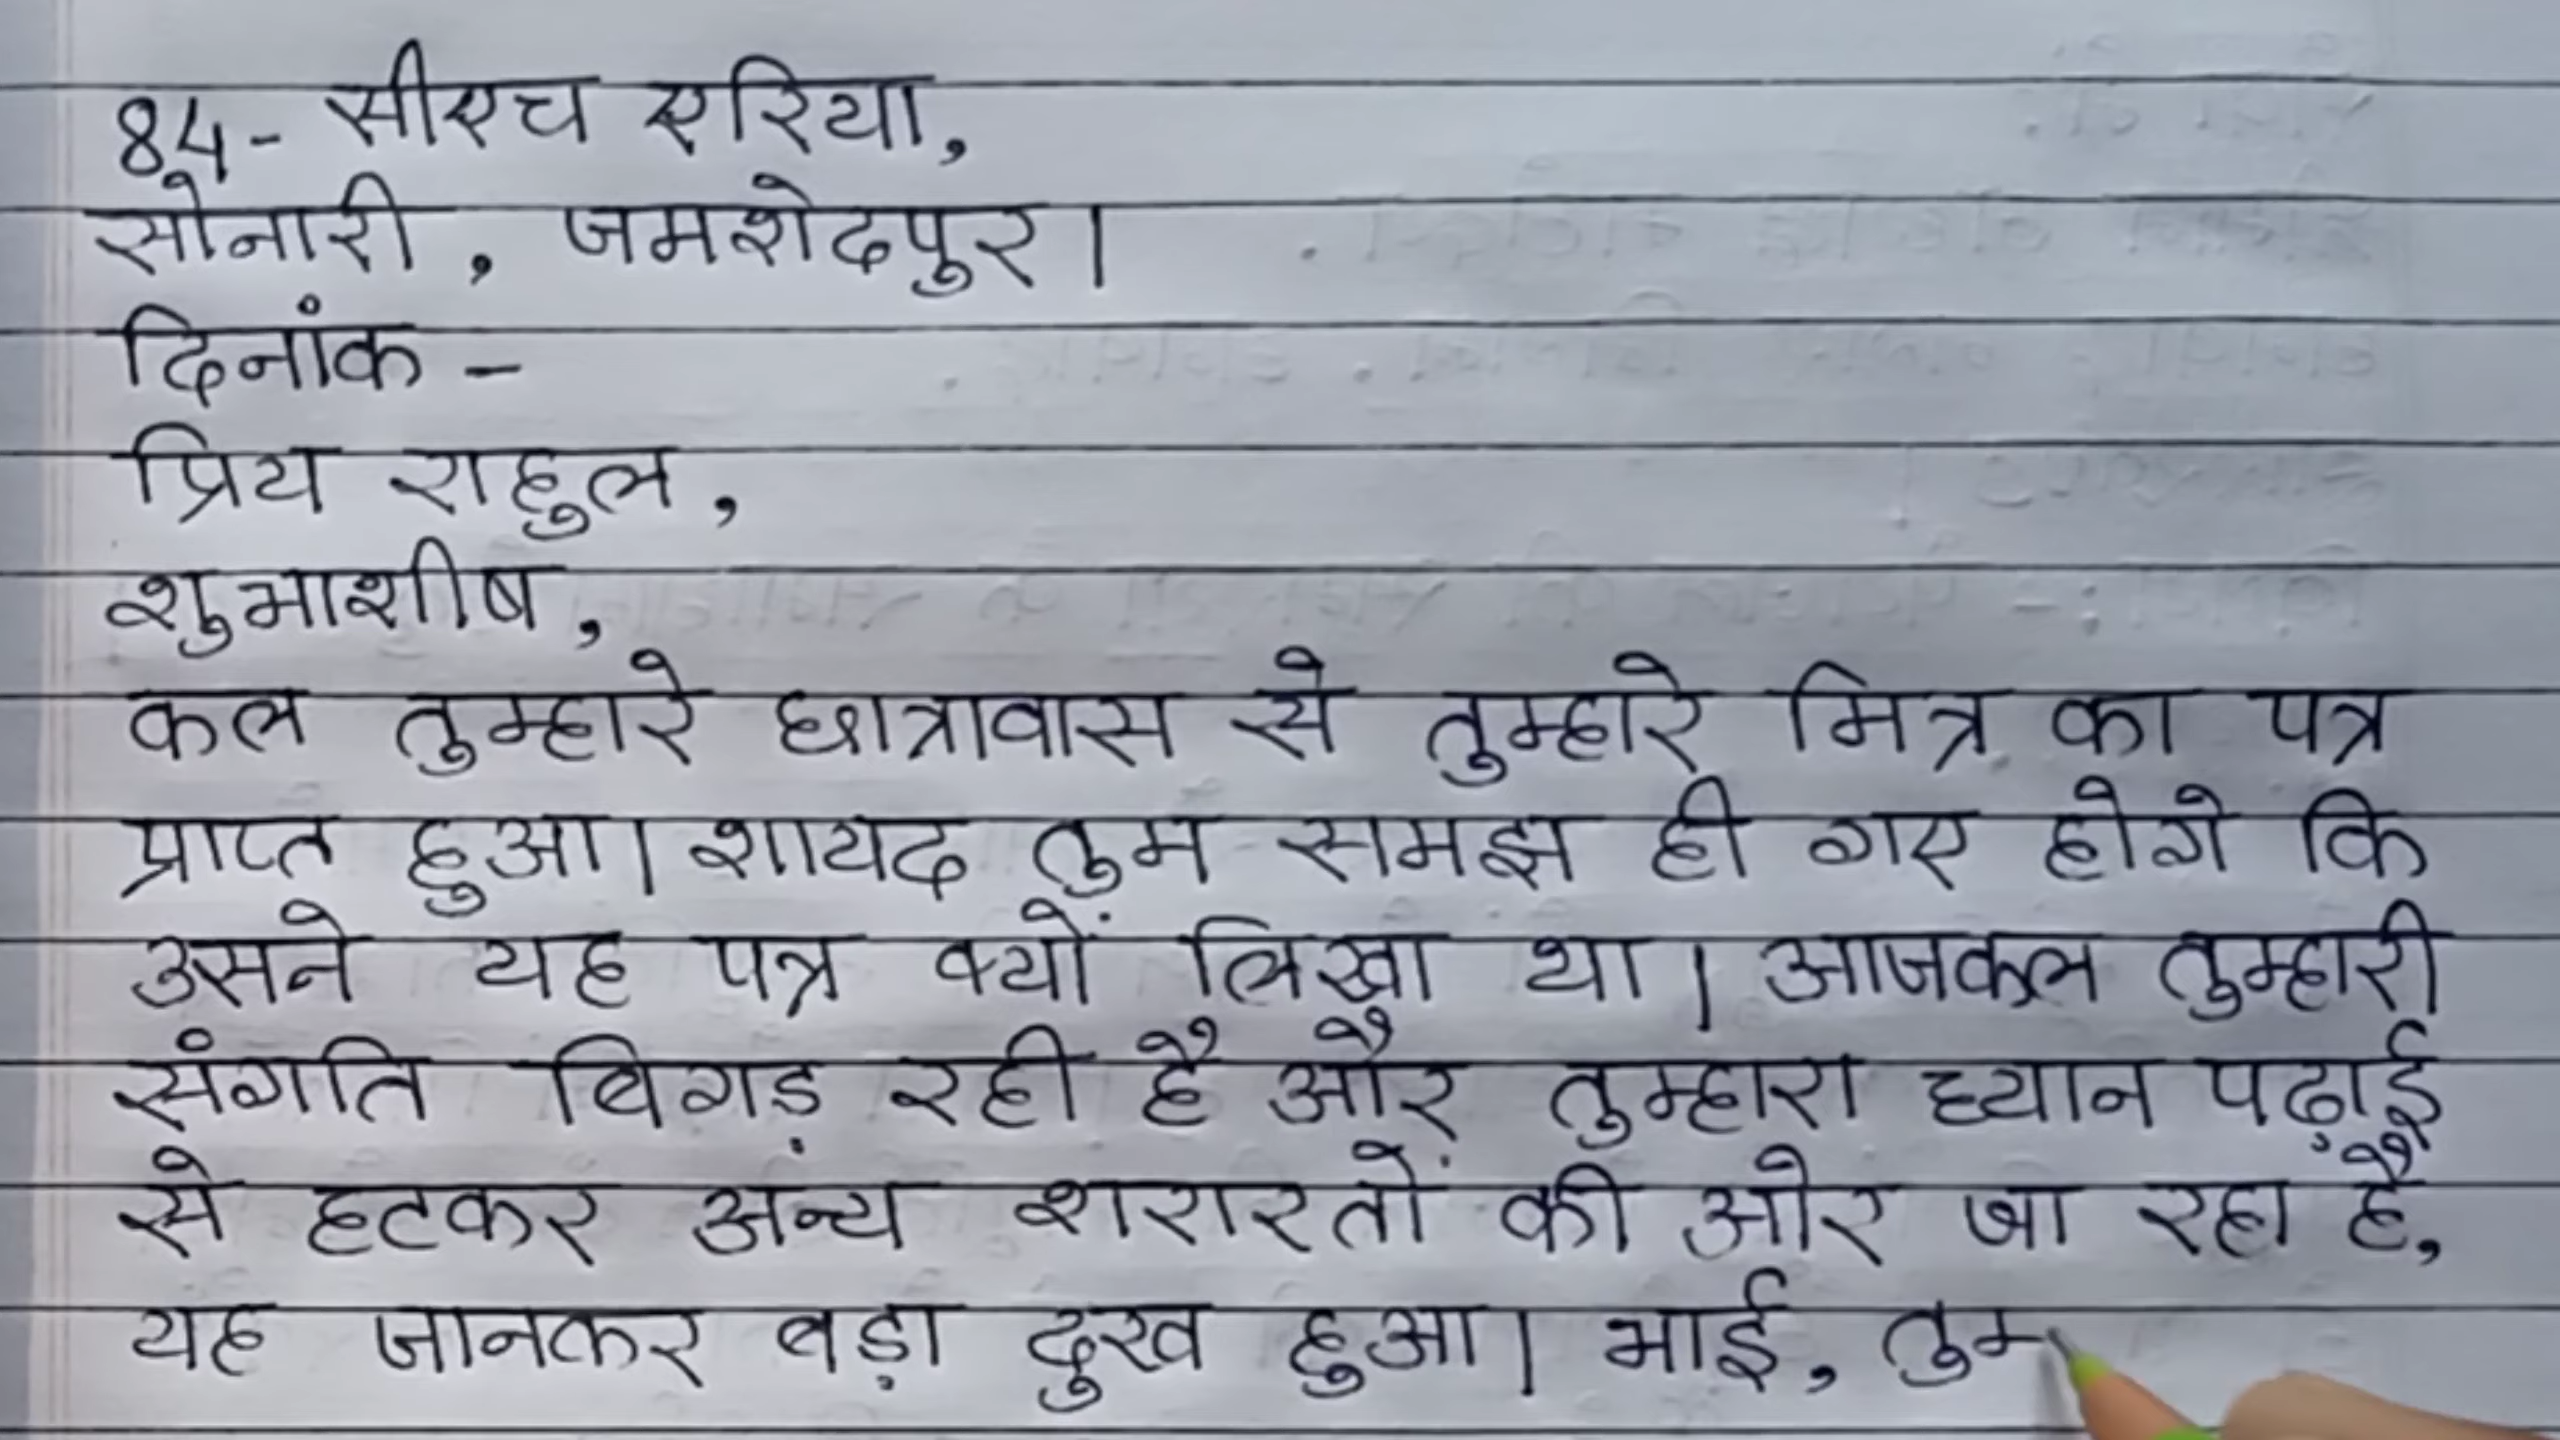 84- सीएच एरिया,
सोनारी, जमशेदपुर।
दिनांक -
प्रिय राहुल,
शुभाशीष,
कल तुम्हारे छात्रावास से तुम्हारे मित्र का पत्र
प्राप्त हुआ। शायद तुम समझ ही गए होगे कि
उसने यह पत्र क्यों लिखा था। आजकल तुम्हारी
संगति बिगड़ रही है और तुम्हारा ध्यान पढ़ाई
से हटकर अन्य शरारतों की ओर जा रहा है,
यह जानकर बड़ा दुख हुआ। भाई, तुम